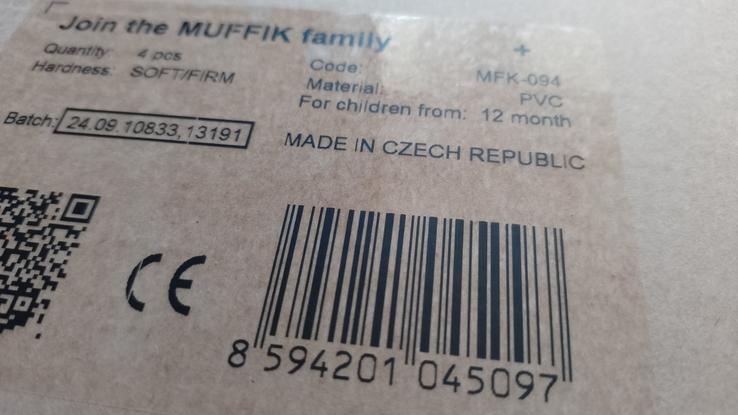 Join the MUFFIK family
Quantity: 4 pcs
Hardness: SOFT/FIRM
Code: MFK-094
Material: PVC
For children from: 12 month
Batch: 24.09.10833,13191
MADE IN CZECH REPUBLIC
CE
8 594201 045097